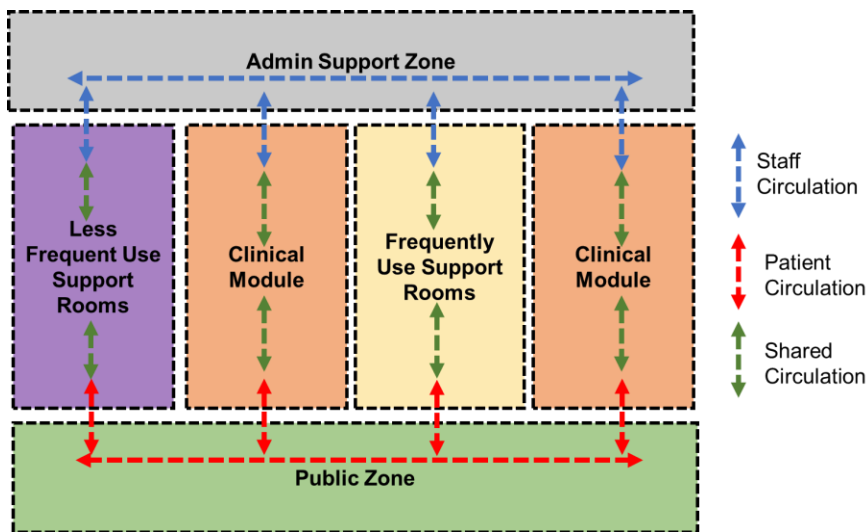 Admin Support Zone
Less
Frequent Use
Support
Rooms
Clinical
Module
Frequently
Use Support
Rooms
Clinical
Module
Public Zone
Staff
Circulation
Patient
Circulation
Shared
Circulation